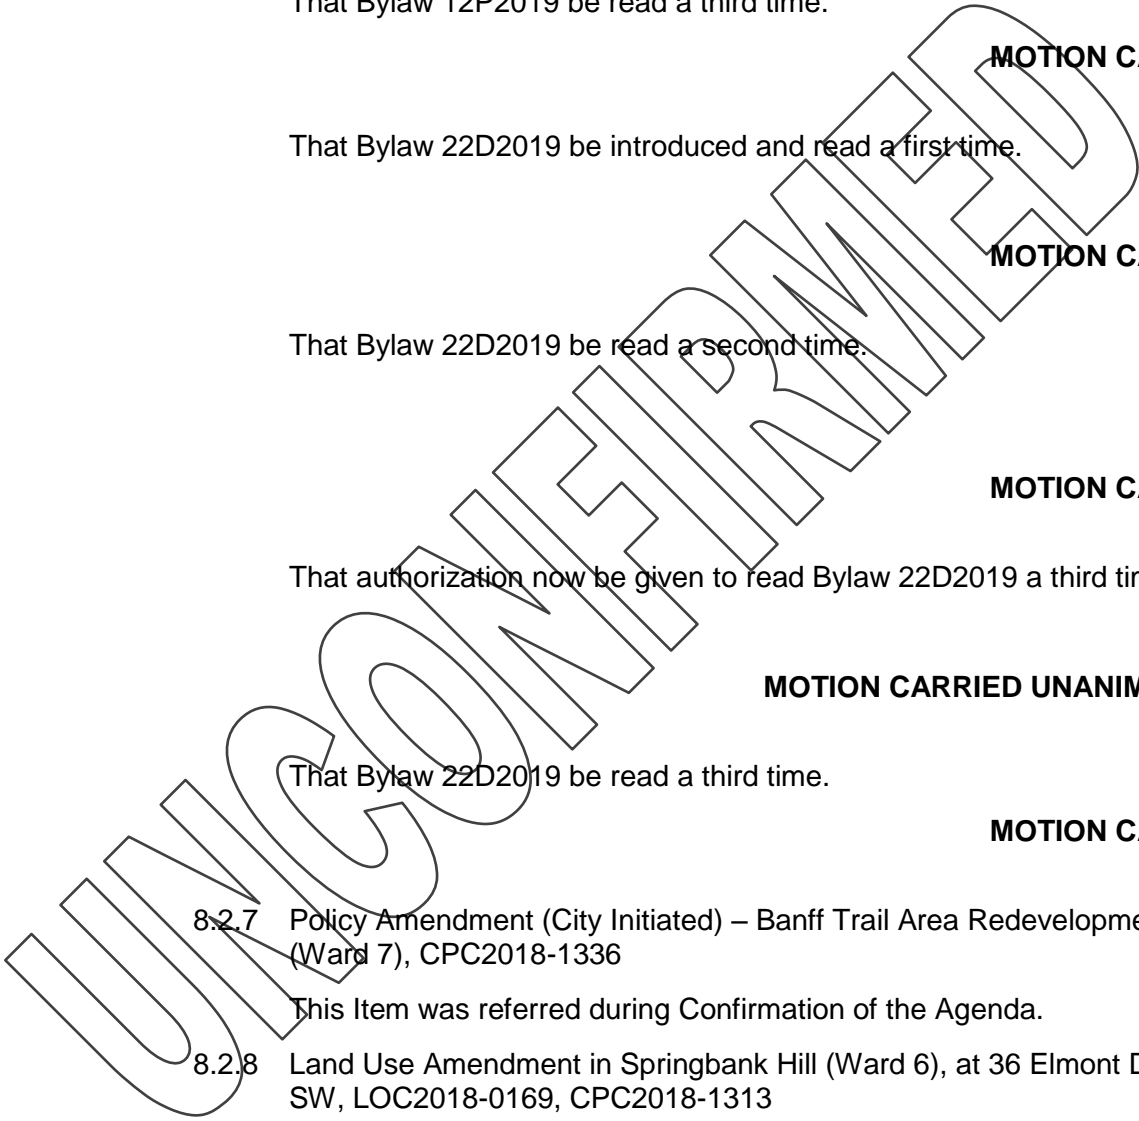 That Bylaw 12P2019 be read a third time.
MOTION
That Bylaw 22D2019 be introduced and read a first time.
MOTION
That Bylaw 22D2019 be read a second time.
MOTION
That authorization now be given to read Bylaw 22D2019 a third
MOTION CARRIED
That Bylaw 22D2019 be read a third time.
MOTION
8.2.7 Policy Amendment (City Initiated) – Banff Trail Area
(Ward 7), CPC2018-1336
This Item was referred during Confirmation of the Agenda.
8.2.8 Land Use Amendment in Springbank Hill (Ward 6), at 36 Elmont
SW, LOC2018-0169, CPC2018-1313
UNCONFIRMED